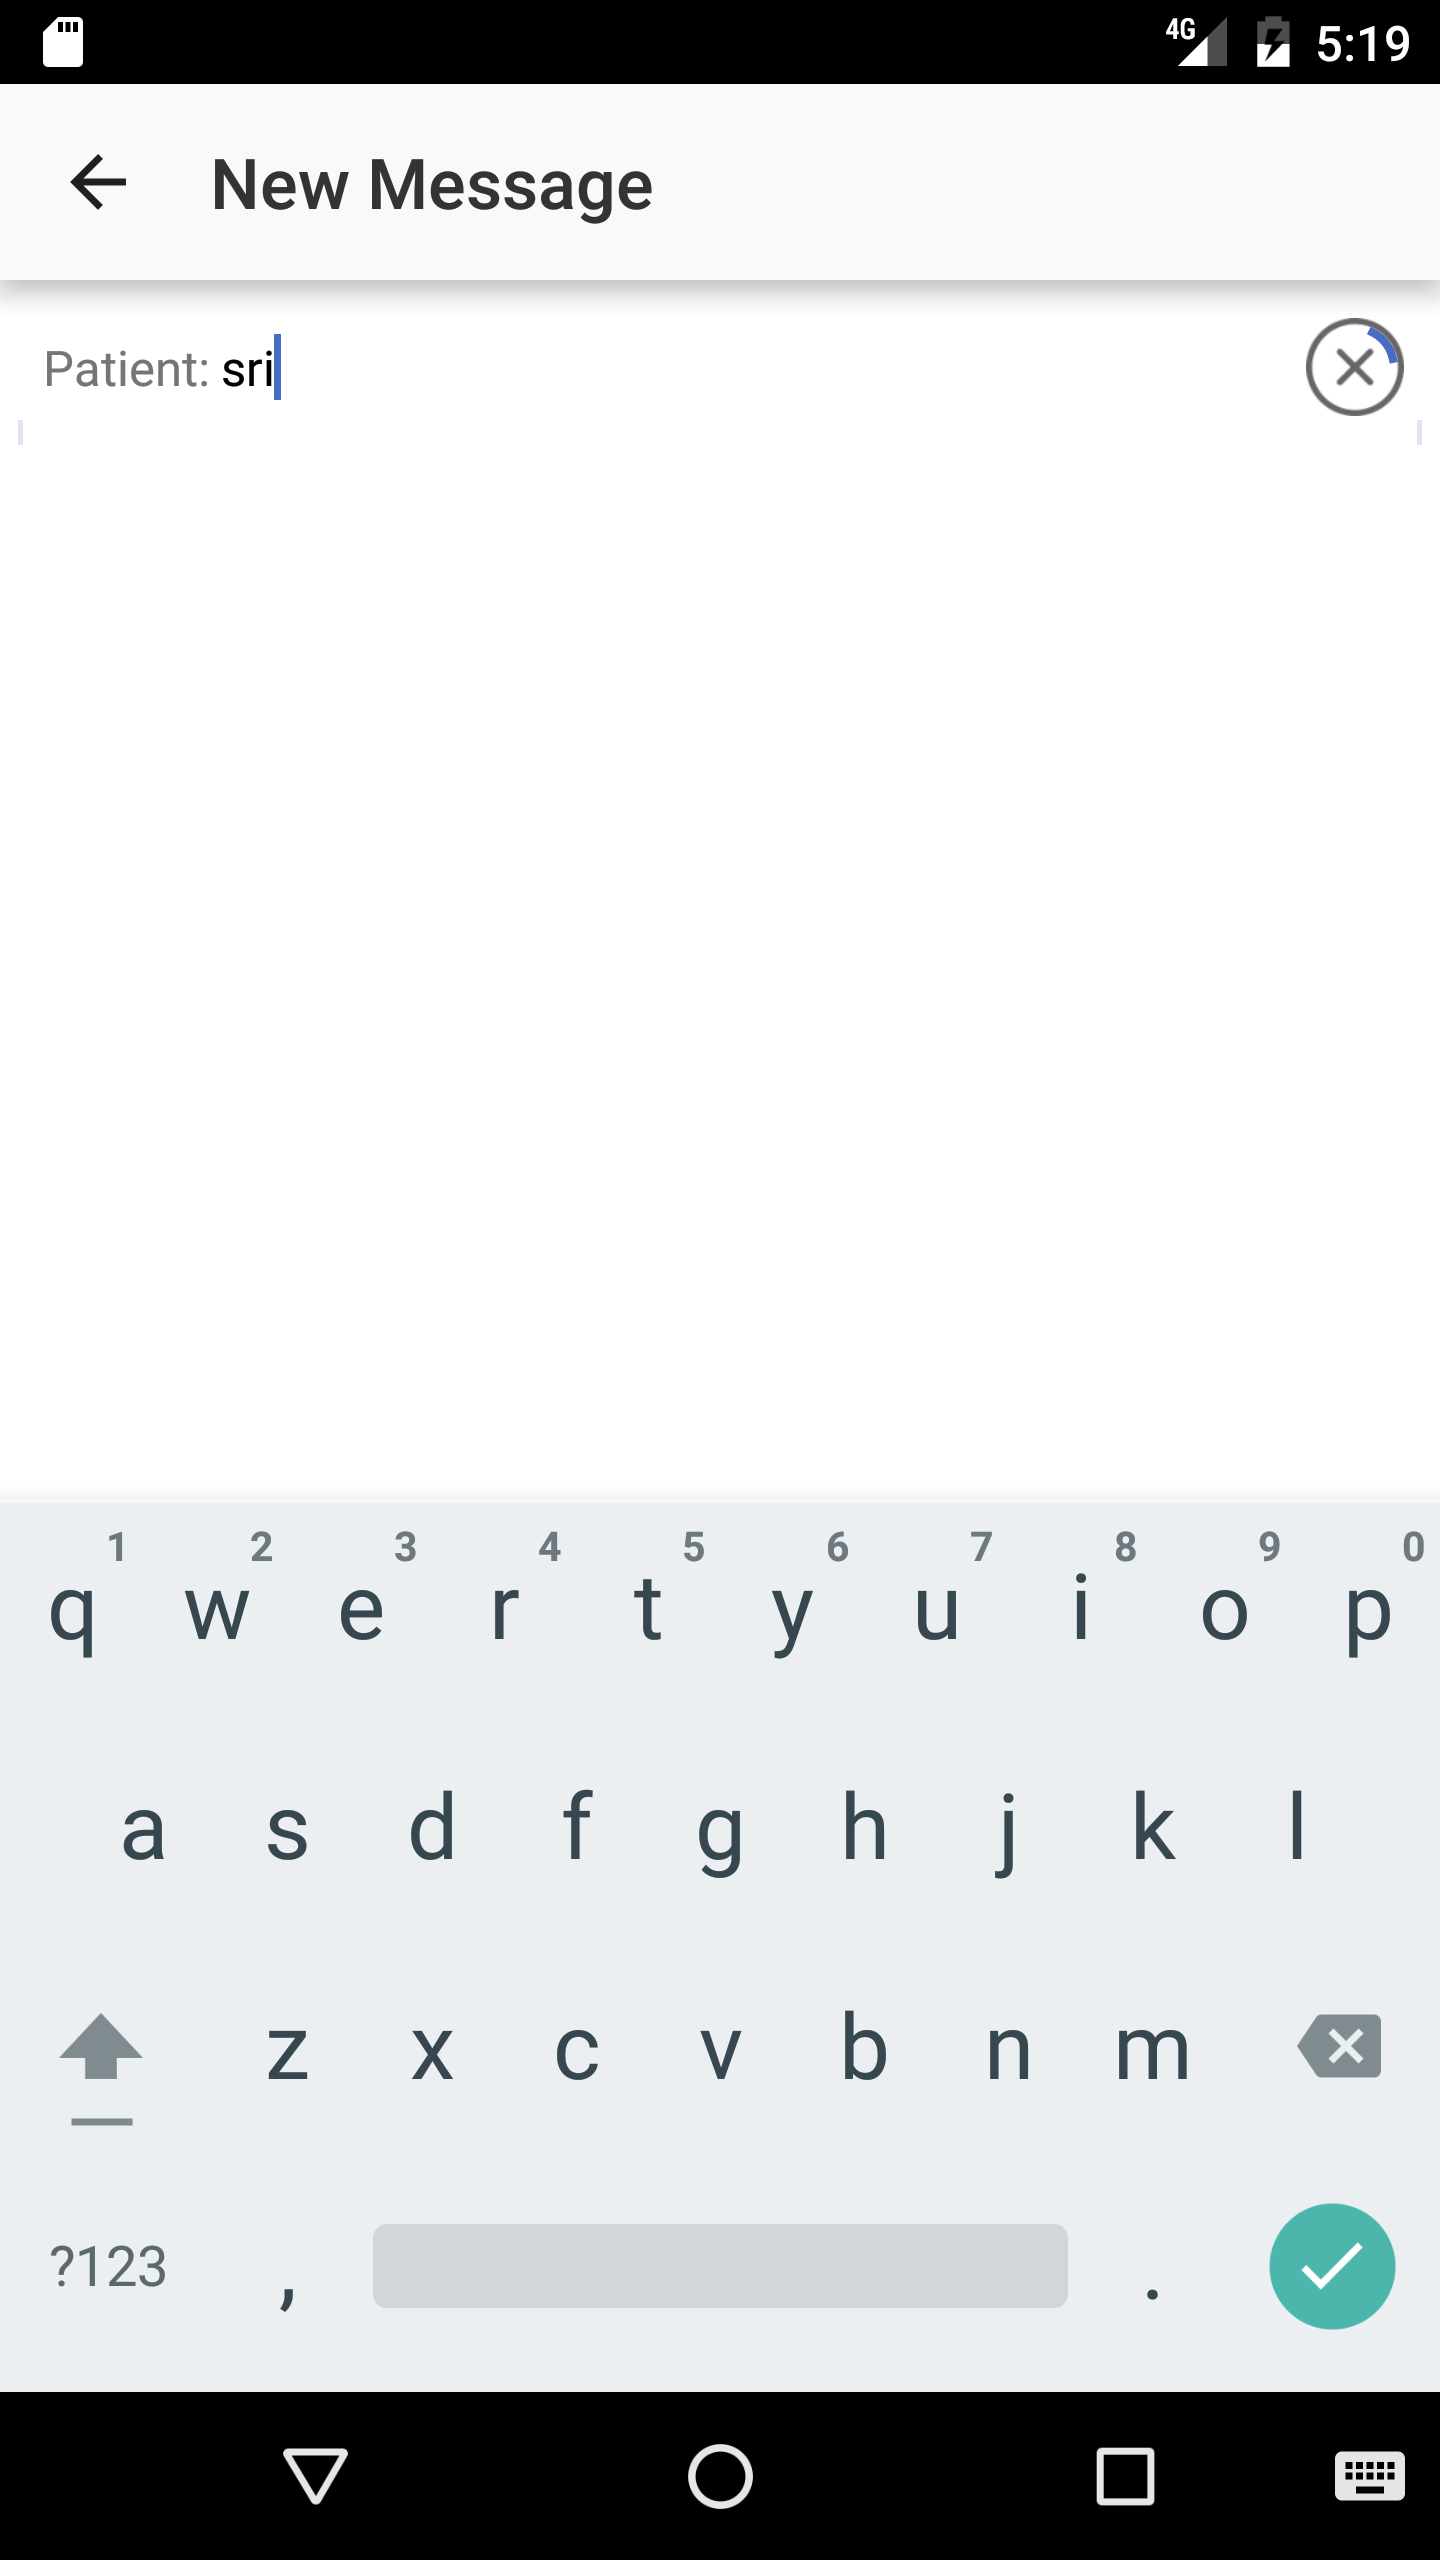 4G 5:19
New Message
Patient: sri
1 2 3 4 5 6 7 8 9 0
q w e r t y u i o p
a s d f g h j k l
z x c v b n m
?123 , .